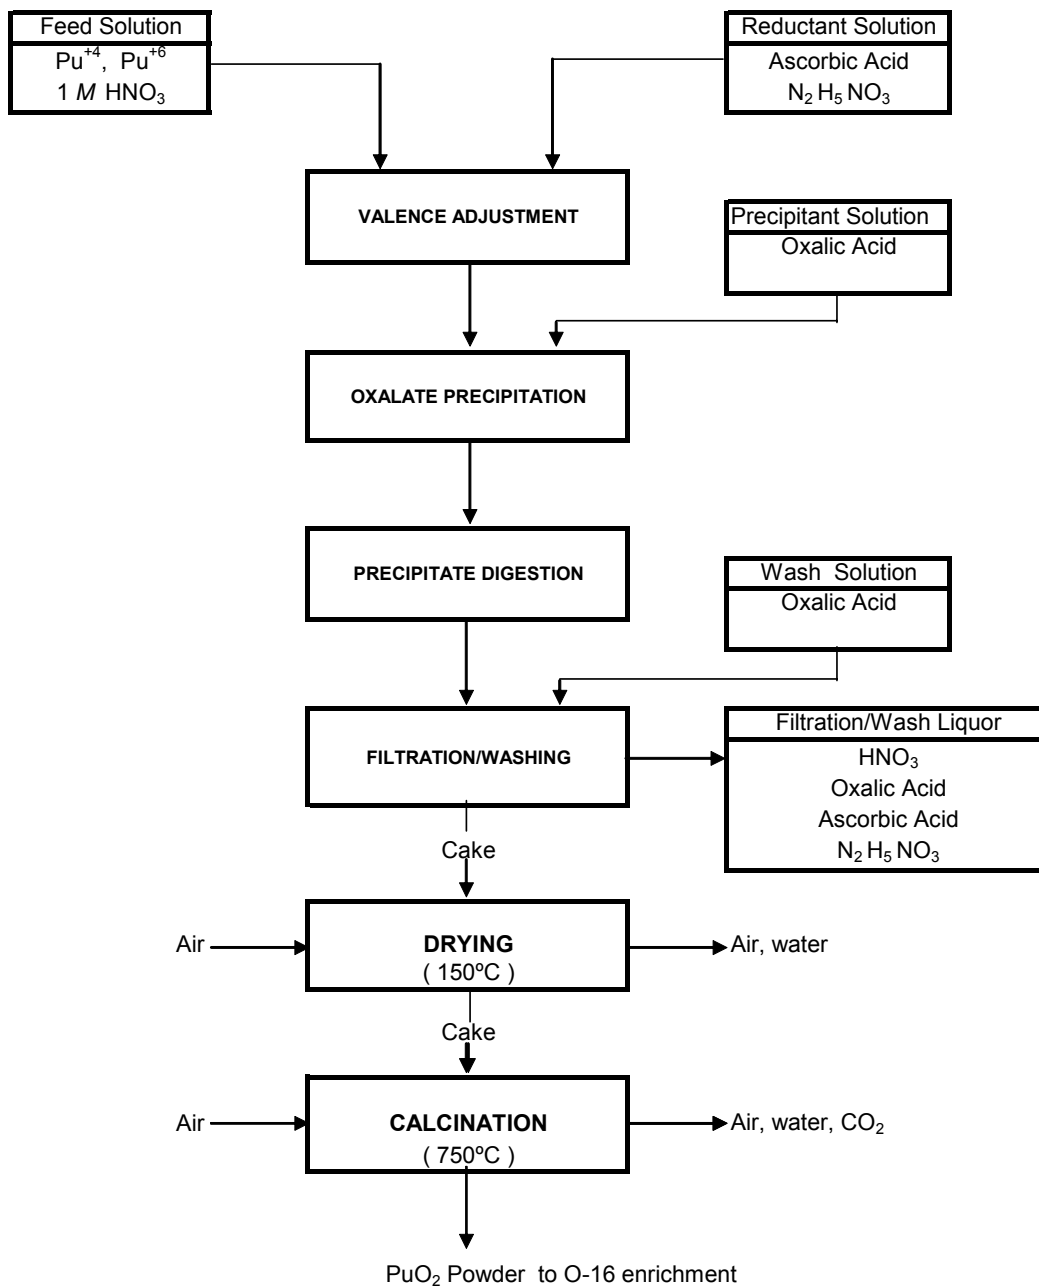 Feed Solution
Pu+4, Pu+6
1 M HNO3
Reductant Solution
Ascorbic Acid
N2H5NO3
VALENCE ADJUSTMENT
Precipitant Solution
Oxalic Acid
OXALATE PRECIPITATION
PRECIPITATE DIGESTION
Wash Solution
Oxalic Acid
FILTRATION/WASHING
Filtration/Wash Liquor
HNO3
Oxalic Acid
Ascorbic Acid
N2H5NO3
Cake
Air
DRYING
( 150ºC )
Air, water
Cake
Air
CALCINATION
( 750ºC )
Air, water, CO2
PuO2 Powder to O-16 enrichment